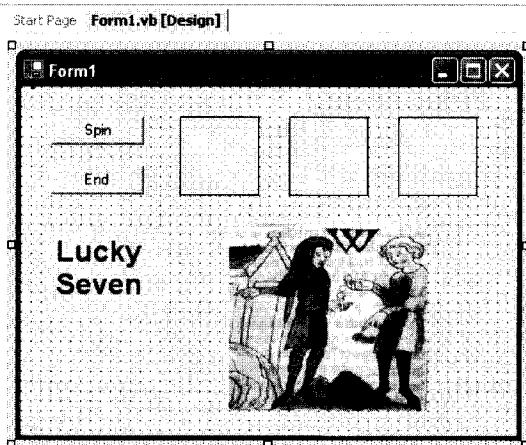 Start Page Form1.vb [Design]
Form1
Spin
End
Lucky
Seven